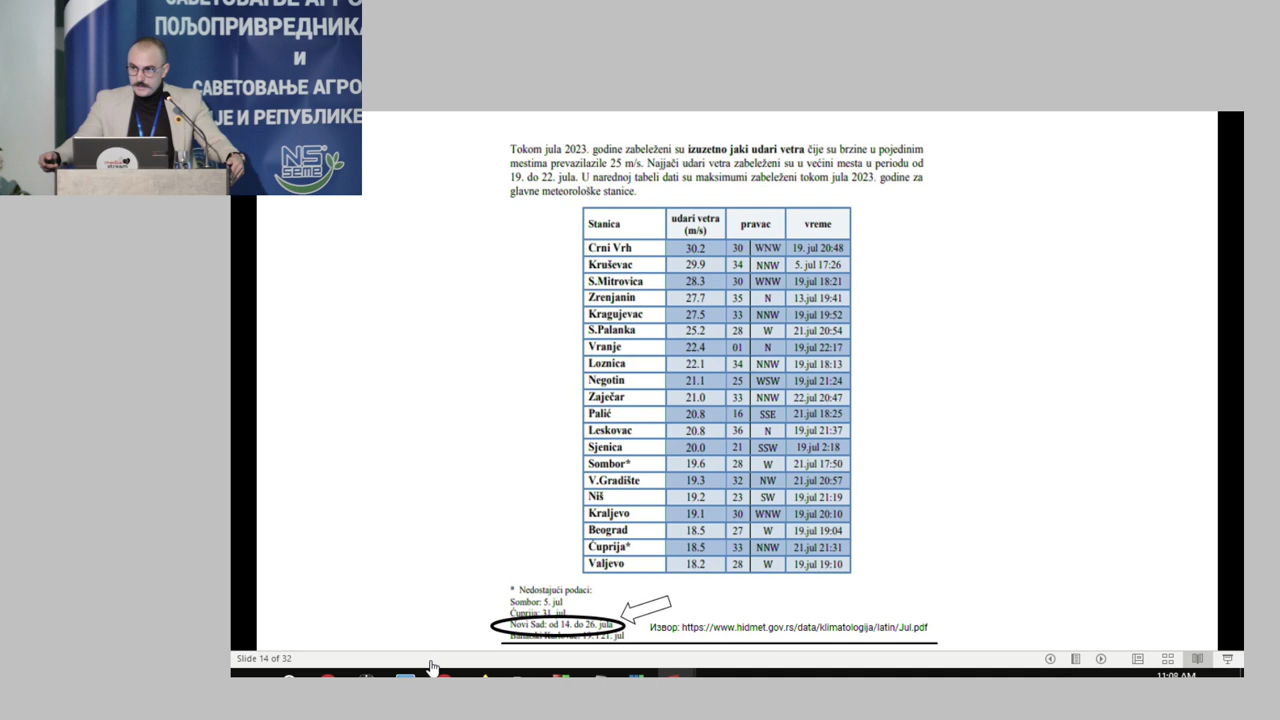 САВЕТОВАЊЕ АГРО
ПОЉОПРИВРЕДНИКА
и
САВЕТОВАЊЕ АГРО
ЈЕ И РЕПУБЛИКЕ
NS
seme
media
stream
Tokom jula 2023. godine zabeleženi su izuzetno jaki udari vetra čije su brzine u pojedinim
mestima prevazilazile 25 m/s. Najjači udari vetra zabeleženi su u većini mesta u periodu od
19. do 22. jula. U narednoj tabeli dati su maksimumi zabeleženi tokom jula 2023. godine za
glavne meteorološke stanice.
Stanica udari vetra (m/s) pravac vreme
Crni Vrh 30.2 30 WNW 19. jul 20:48
Kruševac 29.9 34 NNW 5. jul 17:26
S.Mitrovica 28.3 30 WNW 19.jul 18:21
Zrenjanin 27.7 35 N 13.jul 19:41
Kragujevac 27.5 33 NNW 19.jul 19:52
S.Palanka 25.2 28 W 21.jul 20:54
Vranje 22.4 01 N 19.jul 22:17
Loznica 22.1 34 NNW 19.jul 18:13
Negotin 21.1 25 WSW 19.jul 21:24
Zaječar 21.0 33 NNW 22.jul 20:47
Palić 20.8 16 SSE 21.jul 18:25
Leskovac 20.8 36 N 19.jul 21:37
Sjenica 20.0 21 SSW 19.jul 2:18
Sombor* 19.6 28 W 21.jul 17:50
V.Gradište 19.3 32 NW 21.jul 20:57
Niš 19.2 23 SW 19.jul 21:19
Kraljevo 19.1 30 WNW 19.jul 20:10
Beograd 18.5 27 W 19.jul 19:04
Ćuprija* 18.5 33 NNW 21.jul 21:31
Valjevo 18.2 28 W 19.jul 19:10
* Nedostajući podaci:
Sombor: 5. jul
Ćuprija: 31. jul
Novi Sad: od 14. do 26. jula
Banatski Karlovac: 19. i 21. jul
Извор: https://www.hidmet.gov.rs/data/klimatologija/latin/Jul.pdf
Slide 14 of 32
11:08 AM